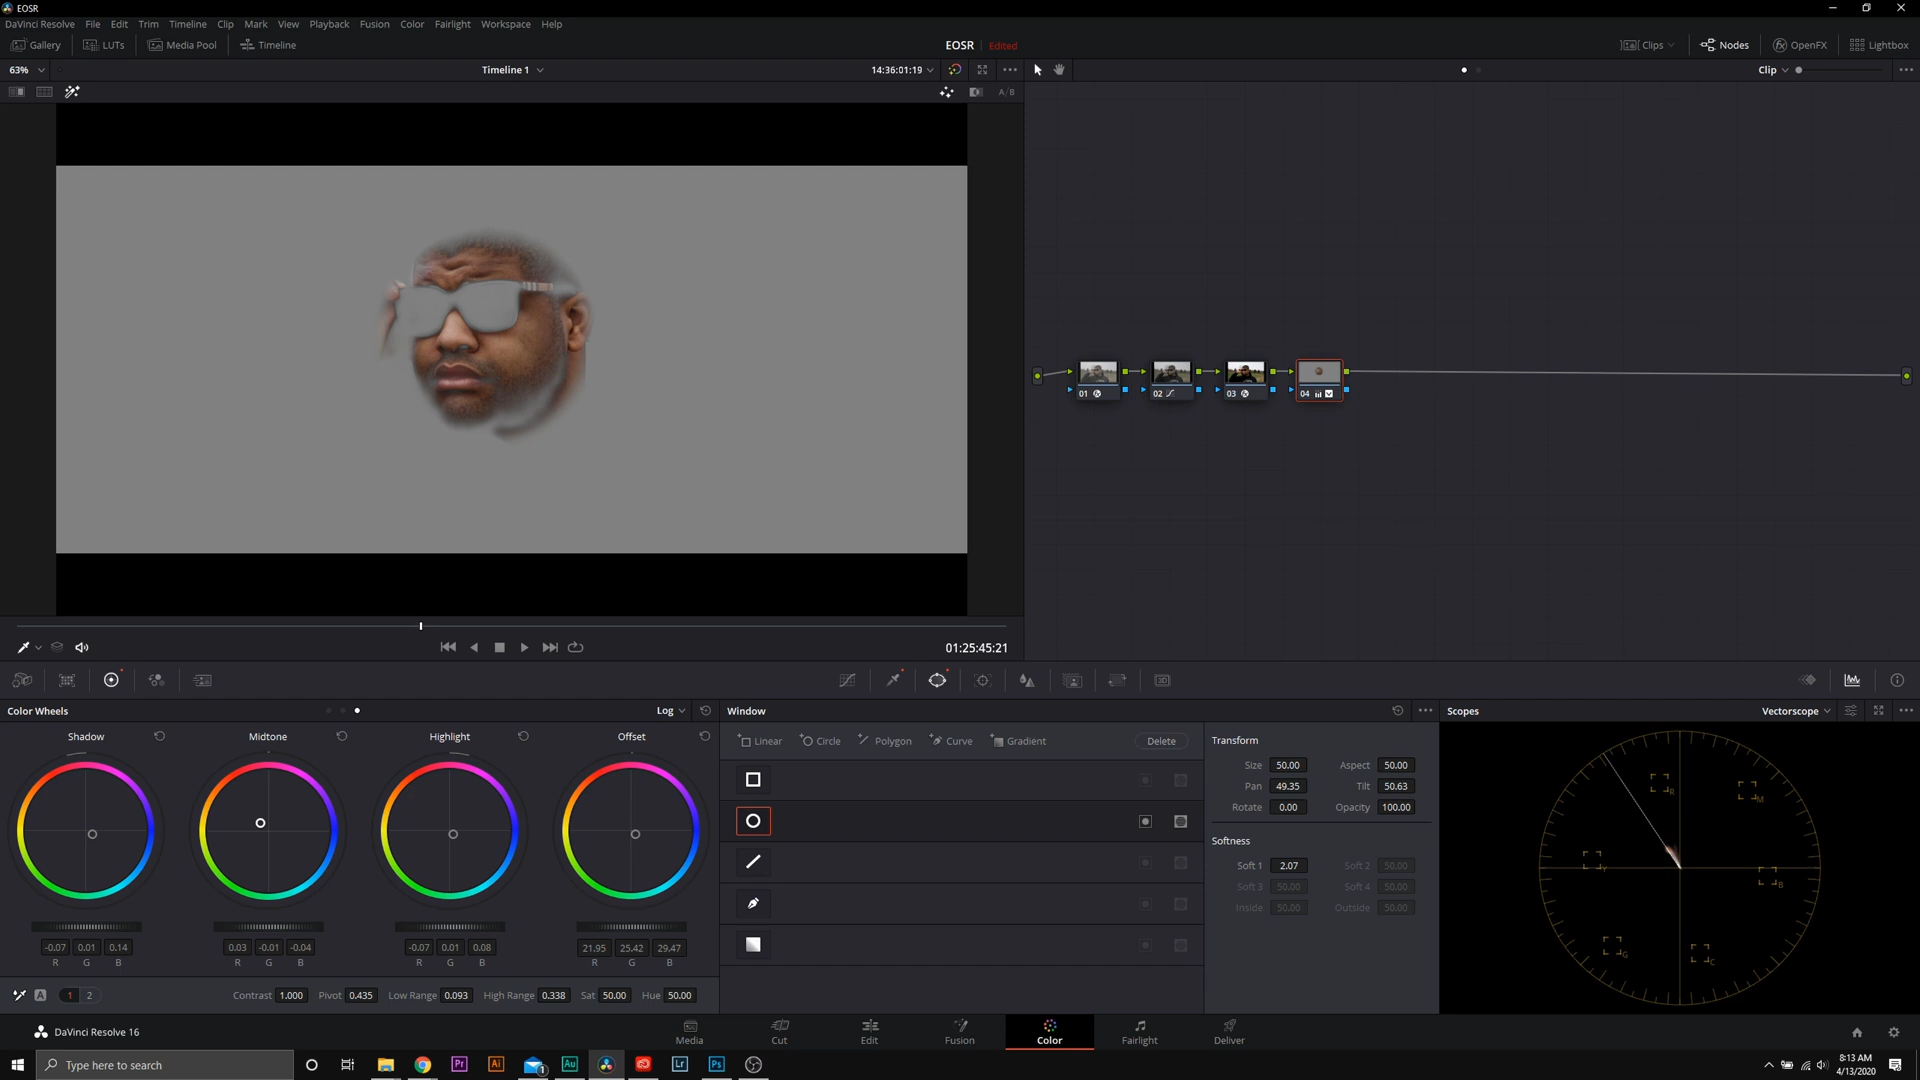 EOSR
DaVinci Resolve File Edit Trim Timeline Clip Mark View Playback Fusion Color Fairlight Workspace Help
Gallery LUTs Media Pool Timeline EOSR Edited Clips Nodes OpenFX Lightbox
63% Timeline 1 14:36:01:19 Clip
A/B
01 02 03 04
01:25:45:21
Color Wheels Log Window Scopes Vectorscope
Shadow Midtone Highlight Offset
Linear Circle Polygon Curve Gradient Delete
Transform
Size 50.00 Aspect 50.00
Pan 49.35 Tilt 50.63
Rotate 0.00 Opacity 100.00
Softness
Soft 1 2.07 Soft 2 50.00
Soft 3 50.00 Soft 4 50.00
Inside 50.00 Outside 50.00
R M
Y B
G C
-0.07 0.01 0.14 0.03 -0.01 -0.04 -0.07 0.01 0.08 21.95 25.42 29.47
R G B R G B R G B R G B
A 1 2 Contrast 1.000 Pivot 0.435 Low Range 0.093 High Range 0.338 Sat 50.00 Hue 50.00
3D
DaVinci Resolve 16
Media Cut Edit Fusion Color Fairlight Deliver
Type here to search
Pr Ai 1 Au Lr Ps
8:13 AM
4/13/2020